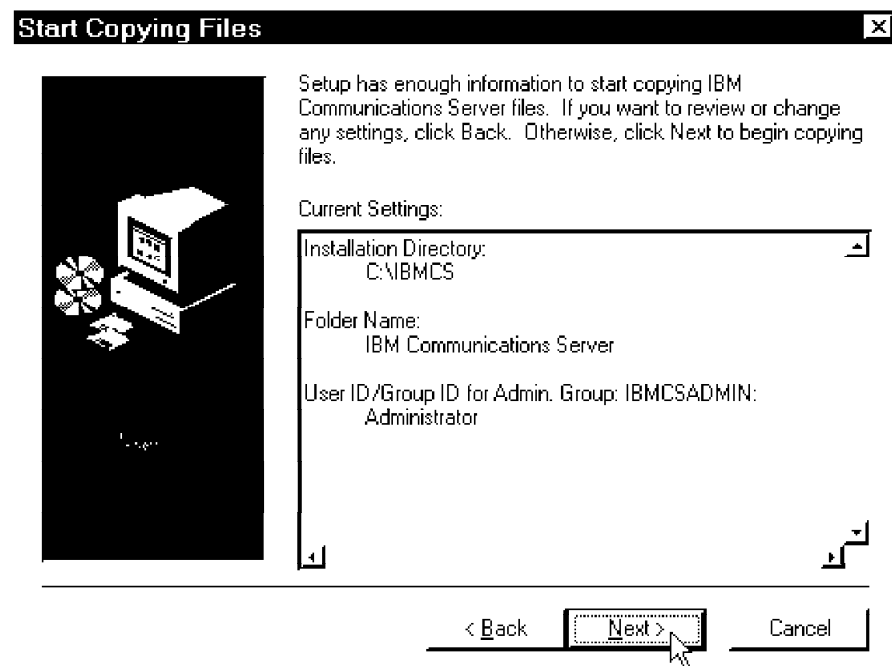 Start Copying Files
Setup has enough information to start copying IBM
Communications Server files. If you want to review or change
any settings, click Back. Otherwise, click Next to begin copying
files.
Current Settings:
Installation Directory:
C:\IBMCS
Folder Name:
IBM Communications Server
User ID/Group ID for Admin. Group: IBMCSADMIN:
Administrator
< Back
Next >
Cancel